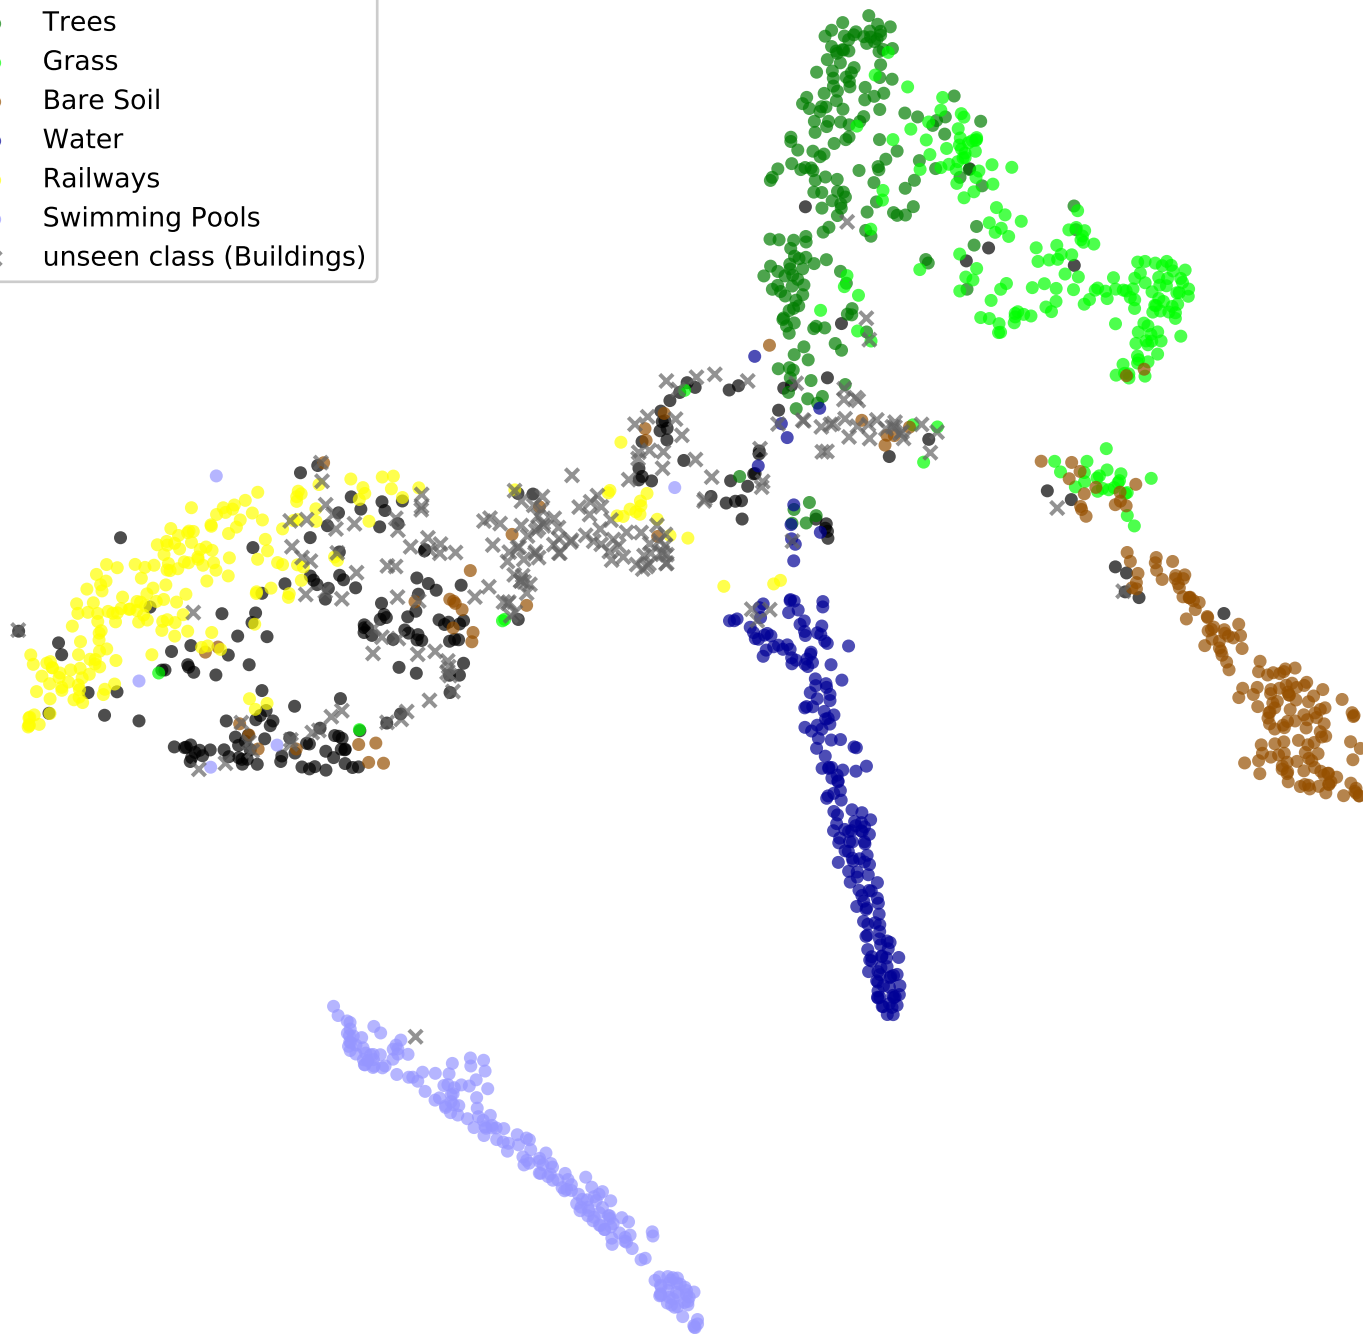 Trees
Grass
Bare Soil
Water
Railways
Swimming Pools
unseen class (Buildings)